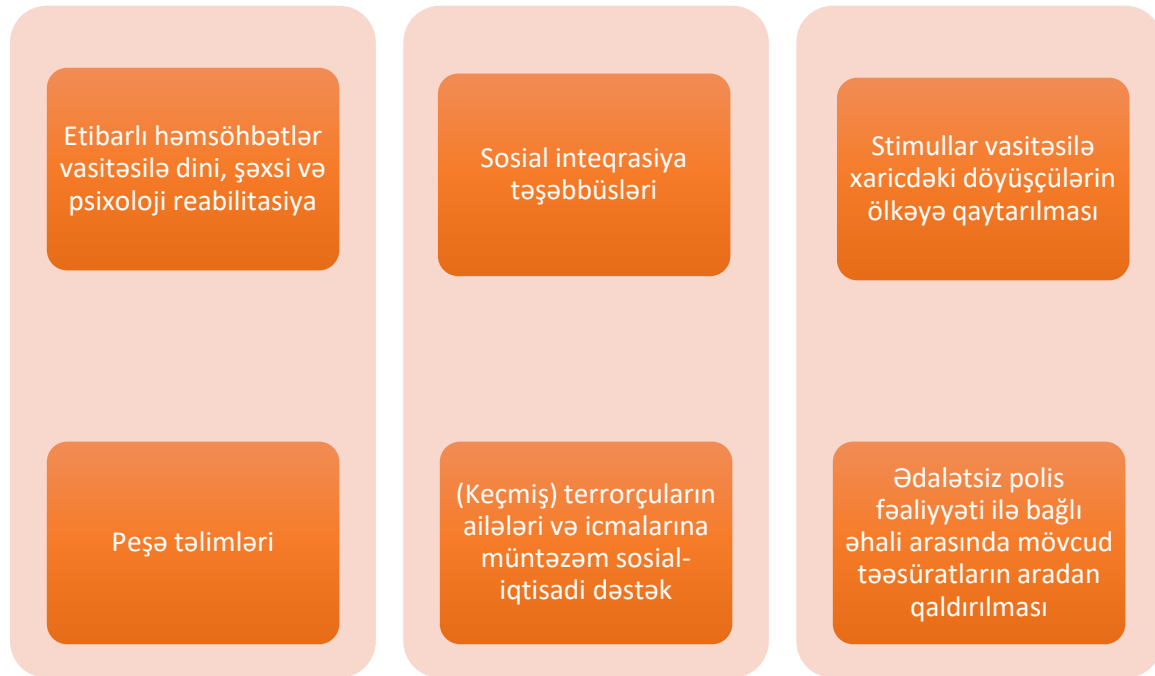 Etibarlı həmsöhbətlər
vasitəsilə dini, şəxsi və
psixoloji reabilitasiya
Peşə təlimləri
Sosial inteqrasiya
təşəbbüsləri
(Keçmiş) terrorçuların
ailələri və icmalarına
müntəzəm sosial-
iqtisadi dəstək
Stimullar vasitəsilə
xaricdəki döyüşçülərin
ölkəyə qaytarılması
Ədalətsiz polis
fəaliyyəti ilə bağlı
əhali arasında mövcud
təəsüratların aradan
qaldırılması